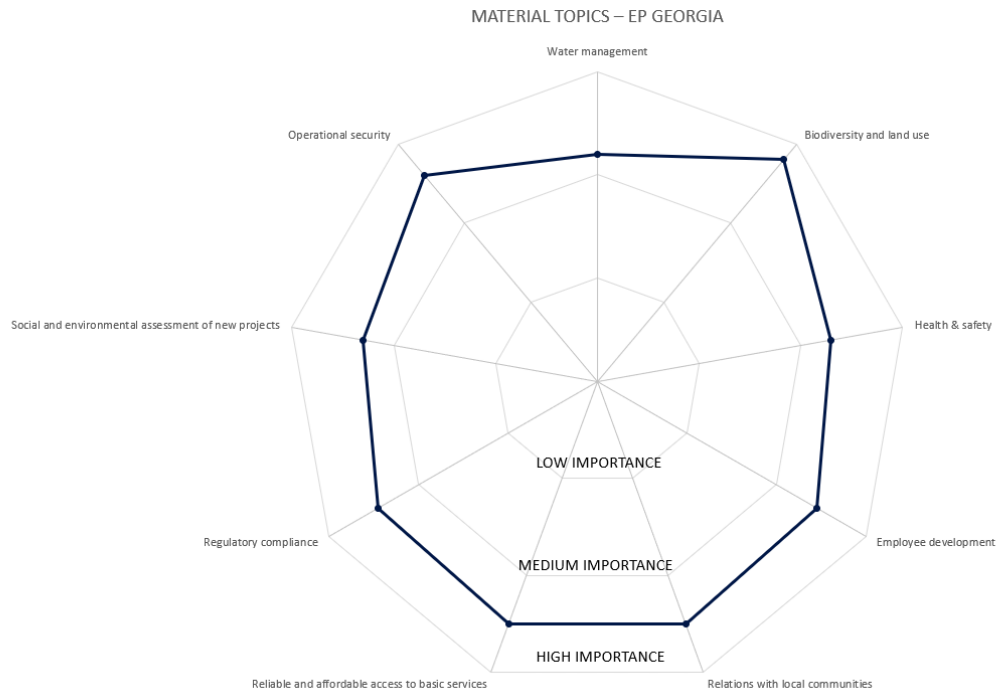 MATERIAL TOPICS – EP GEORGIA
Water management
Operational security
Biodiversity and land use
Social and environmental assessment of new projects
Health & safety
LOW IMPORTANCE
Regulatory compliance
Employee development
MEDIUM IMPORTANCE
HIGH IMPORTANCE
Reliable and affordable access to basic services
Relations with local communities